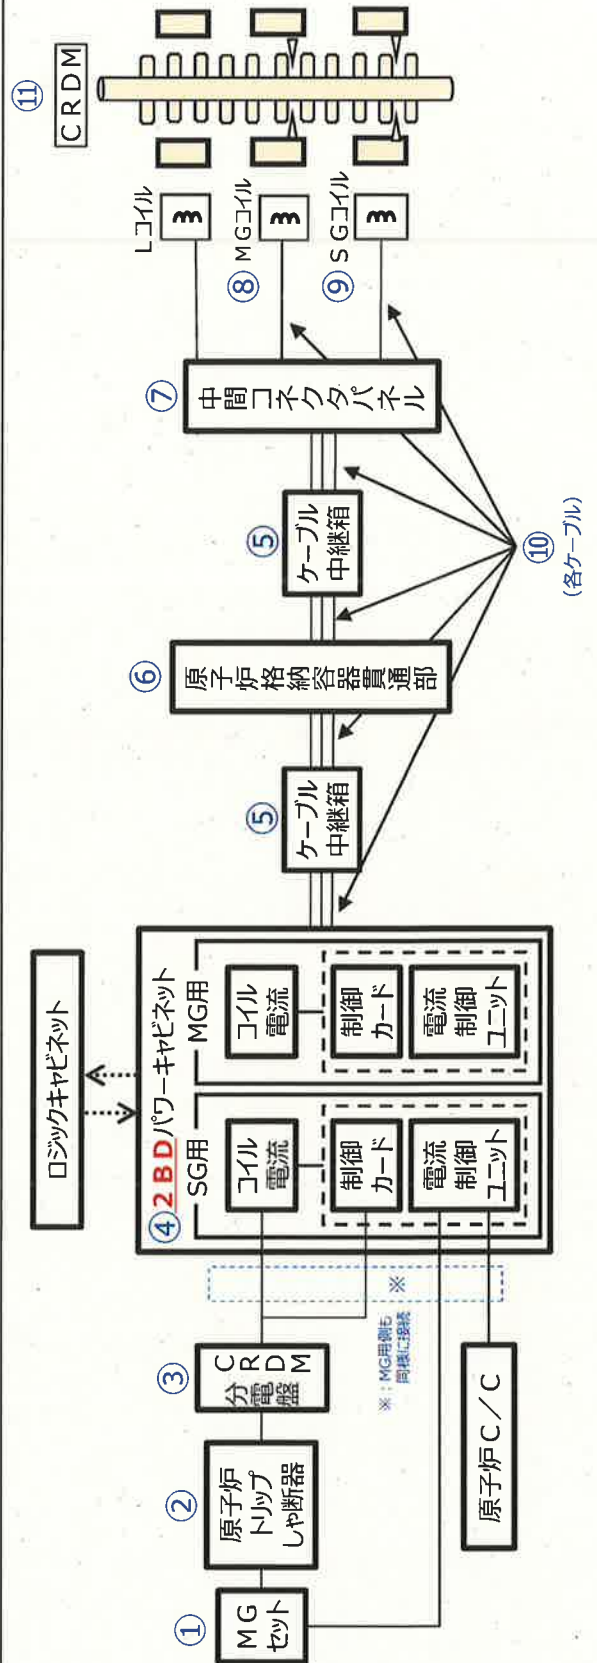 ロジックキャビネット
④2BDパワーキャビネット
SG用
コイル
電流
制御
カード
電流
制御
ユニット
MG用
コイル
電流
制御
カード
電流
制御
ユニット
①
MG
セット
②
原子炉
トリップ
しゃ断器
③
CRDM
分電盤
※
※:MG用側も
同様に接続
原子炉C/C
⑤
ケーブル
中継箱
⑥
原子炉格納容器貫通部
⑤
ケーブル
中継箱
⑦
中間コネクタパネル
⑩
(各ケーブル)
Lコイル
⑧ MGコイル
⑨ SGコイル
⑪
CRDM